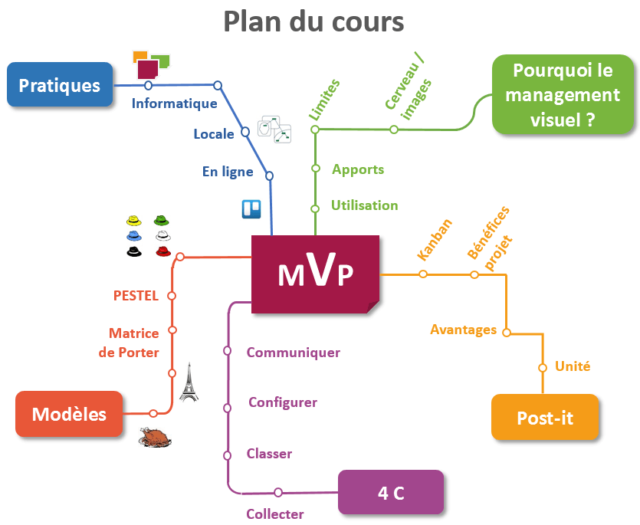 Plan du cours
Pratiques
Informatique
Locale
En ligne
Limites
Cerveau /
images
Apports
Utilisation
Pourquoi le
management
visuel ?
MVP
PESTEL
Matrice
de Porter
Modèles
Kanban
Bénéfices
projet
Avantages
Unité
Post-it
Communiquer
Configurer
Classer
Collecter
4 C